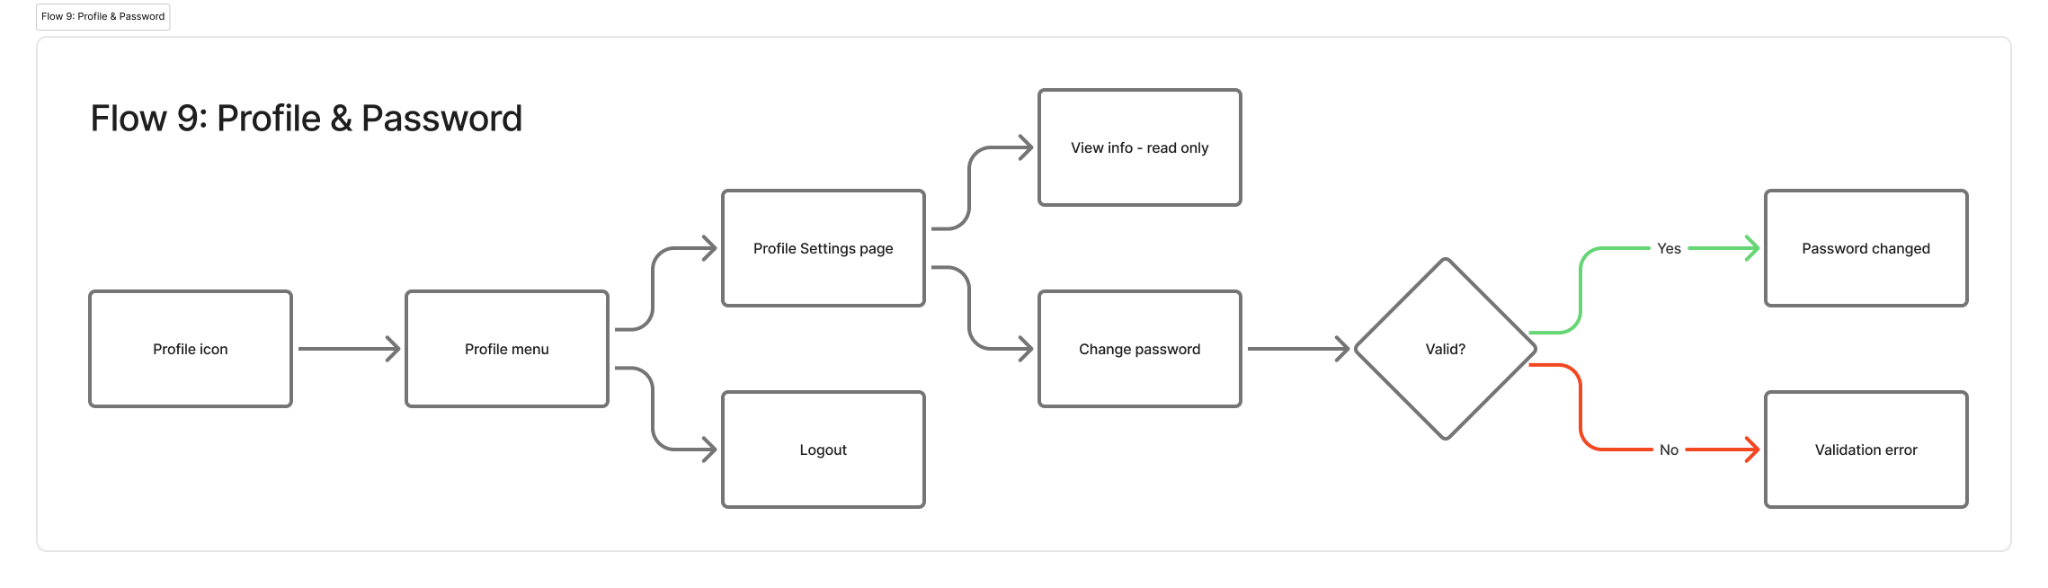 Flow 9: Profile & Password
Flow 9: Profile & Password
Profile icon
Profile menu
Profile Settings page
Logout
View info - read only
Change password
Valid?
Yes
No
Password changed
Validation error